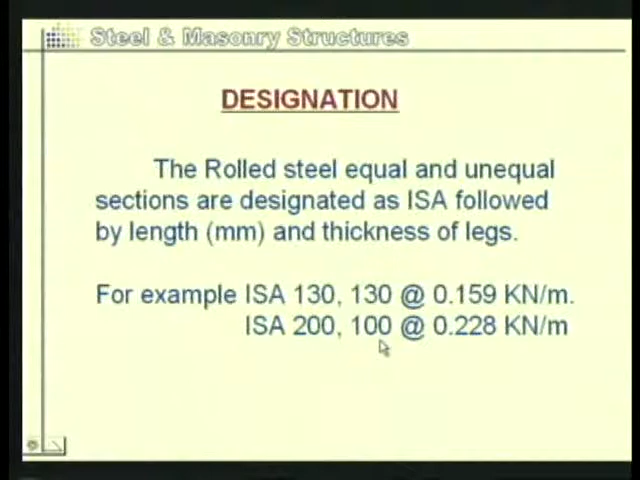 Steel & Masonry Structures
DESIGNATION
The Rolled steel equal and unequal
sections are designated as ISA followed
by length (mm) and thickness of legs.
For example ISA 130, 130 @ 0.159 KN/m.
ISA 200, 100 @ 0.228 KN/m